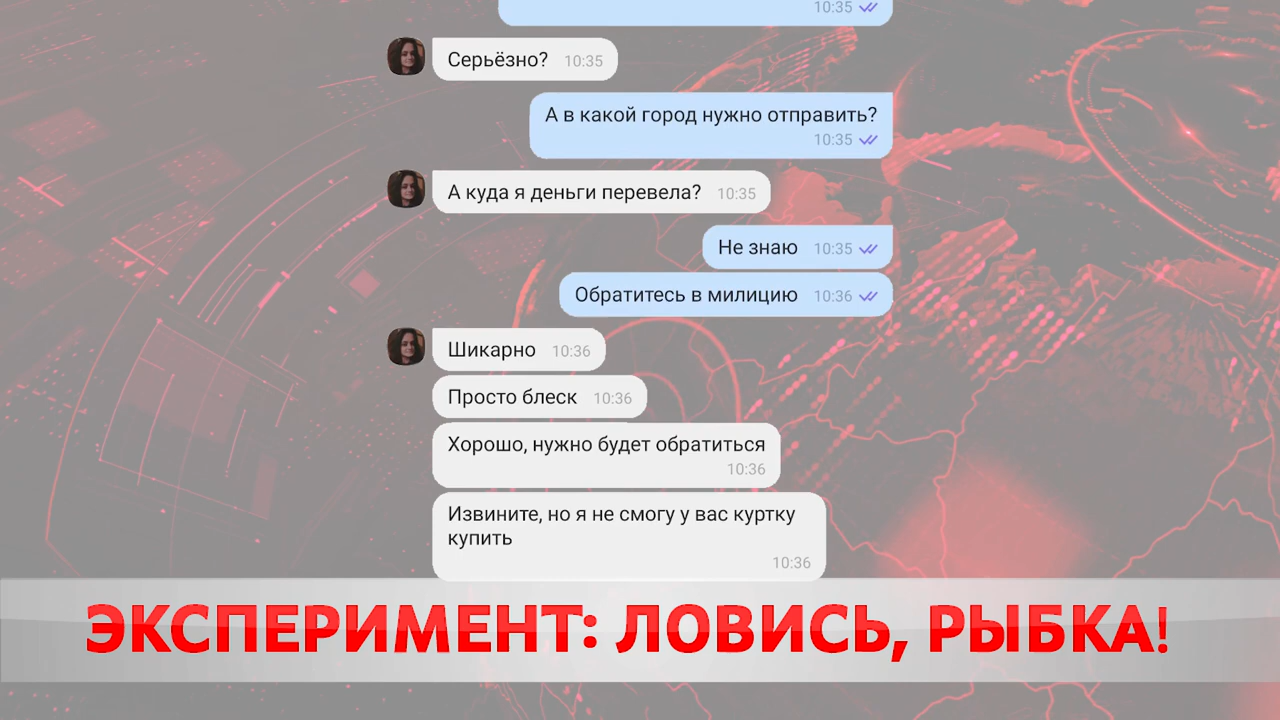 10:35
Серьёзно? 10:35
А в какой город нужно отправить?
10:35
А куда я деньги перевела? 10:35
Не знаю 10:35
Обратитесь в милицию 10:36
Шикарно 10:36
Просто блеск 10:36
Хорошо, нужно будет обратиться
10:36
Извините, но я не смогу у вас куртку
купить
10:36
ЭКСПЕРИМЕНТ: ЛОВИСЬ, РЫБКА!